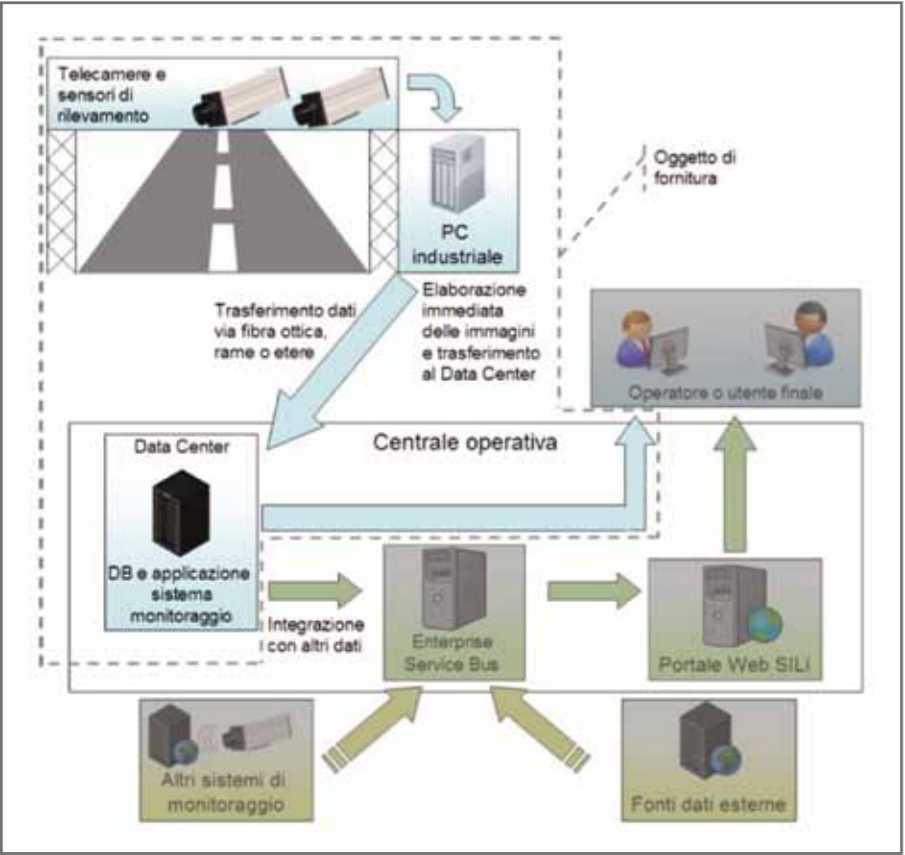 Telecamere e
sensori di
rilevamento
PC
industriale
Oggetto di
fornitura
Trasferimento dati
via fibra ottica,
rame o etere
Elaborazione
immediata
delle immagini
e trasferimento
al Data Center
Operatore o utente finale
Centrale operativa
Data Center
DB e applicazione
sistema
monitoraggio
Integrazione
con altri dati
Enterprise
Service Bus
Portale Web SILI
Altri sistemi di
monitoraggio
Fonti dati esterne